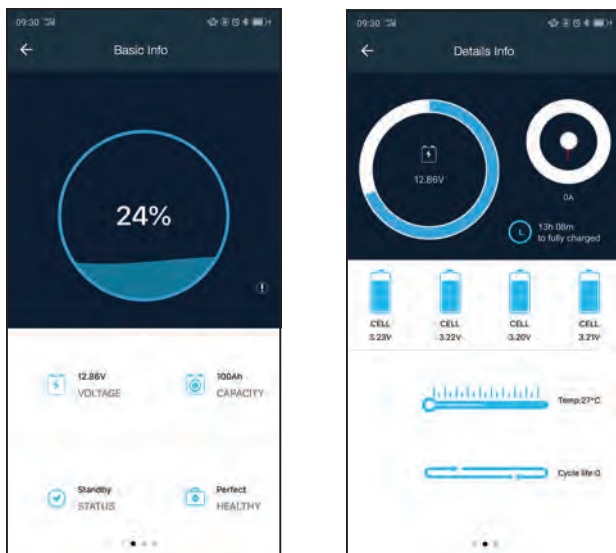 09:30
Basic Info
24%
12.86V
VOLTAGE
100Ah
CAPACITY
Standby
STATUS
Perfect
HEALTHY
09:30
Details Info
12.86V
0A
13h 08m
to fully charged
CELL
3.23V
CELL
3.22V
CELL
3.20V
CELL
3.21V
Temp:27°C
Cycle life:0